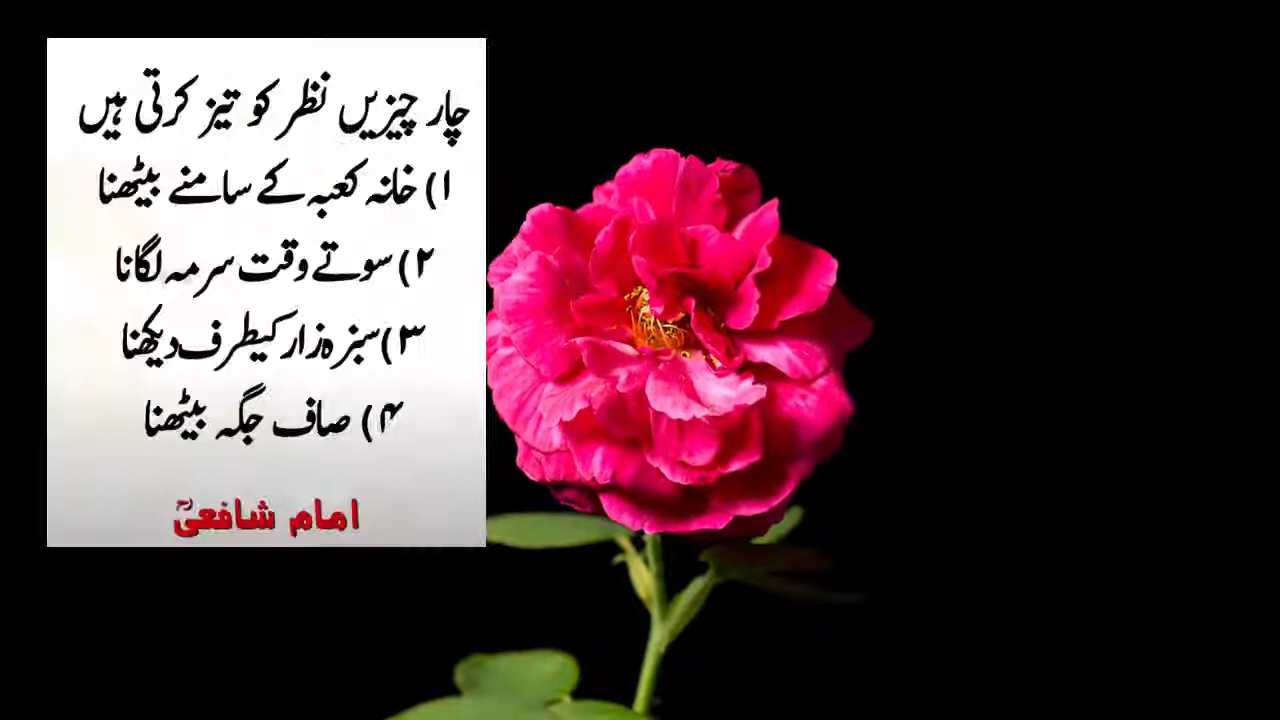 چار چیزیں نظر کو تیز کرتی ہیں
۱) خانہ کعبہ کے سامنے بیٹھنا
۲) سوتے وقت سرمہ لگانا
۳) سبزہ زار کیطرف دیکھنا
۴) صاف جگہ بیٹھنا
امام شافعیؒ